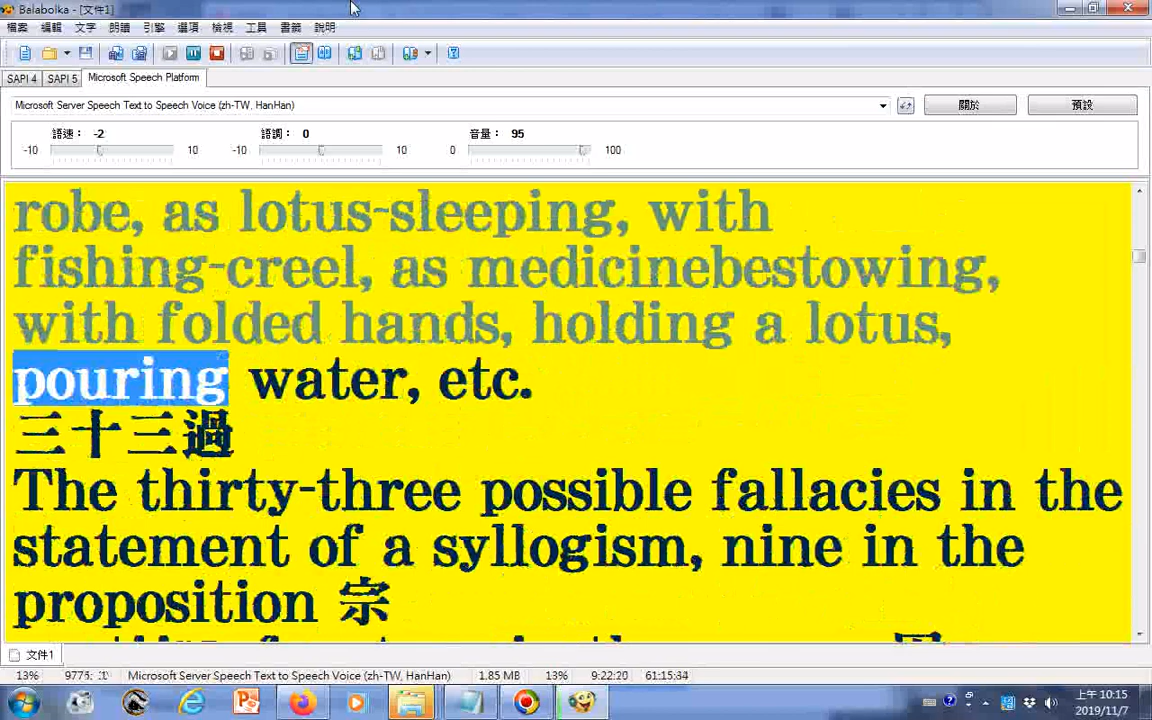 Balabolka - [文件1]
檔案 編輯 文字 朗讀 引擎 選項 檢視 工具 書籤 說明
SAPI 4 SAPI 5 Microsoft Speech Platform
Microsoft Server Speech Text to Speech Voice (zh-TW, HanHan) 關於 預設
語速： -2 語調： 0 音量： 95
-10 10 -10 10 0 100
robe, as lotus-sleeping, with
fishing-creel, as medicinebestowing,
with folded hands, holding a lotus,
pouring water, etc.
三十三過
The thirty-three possible fallacies in the
statement of a syllogism, nine in the
proposition 宗
文件1
13% Microsoft Server Speech Text to Speech Voice (zh-TW, HanHan) 1.85 MB 13% 9:22:20 61:15:34
上午 10:15
2019/11/7